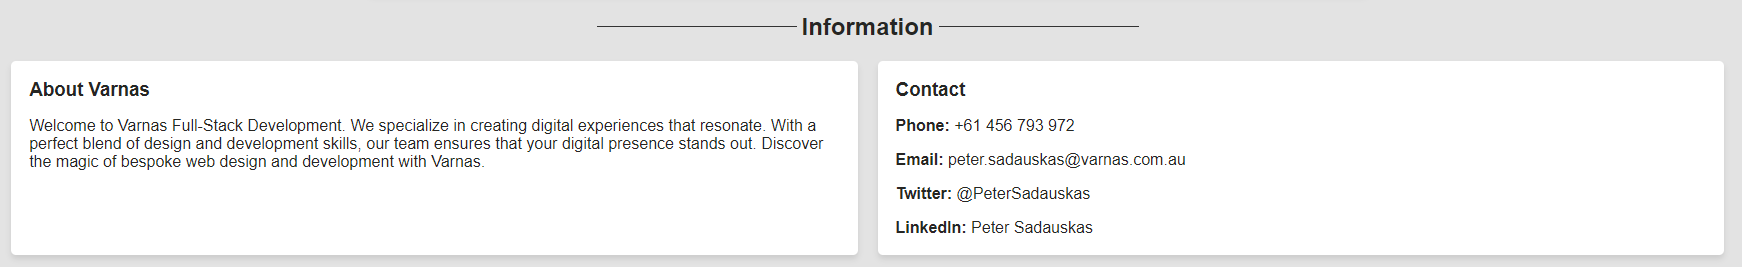 Information
About Varnas
Welcome to Varnas Full-Stack Development. We specialize in creating digital experiences that resonate. With a
perfect blend of design and development skills, our team ensures that your digital presence stands out. Discover
the magic of bespoke web design and development with Varnas.
Contact
Phone: +61 456 793 972
Email: peter.sadauskas@varnas.com.au
Twitter: @PeterSadauskas
LinkedIn: Peter Sadauskas